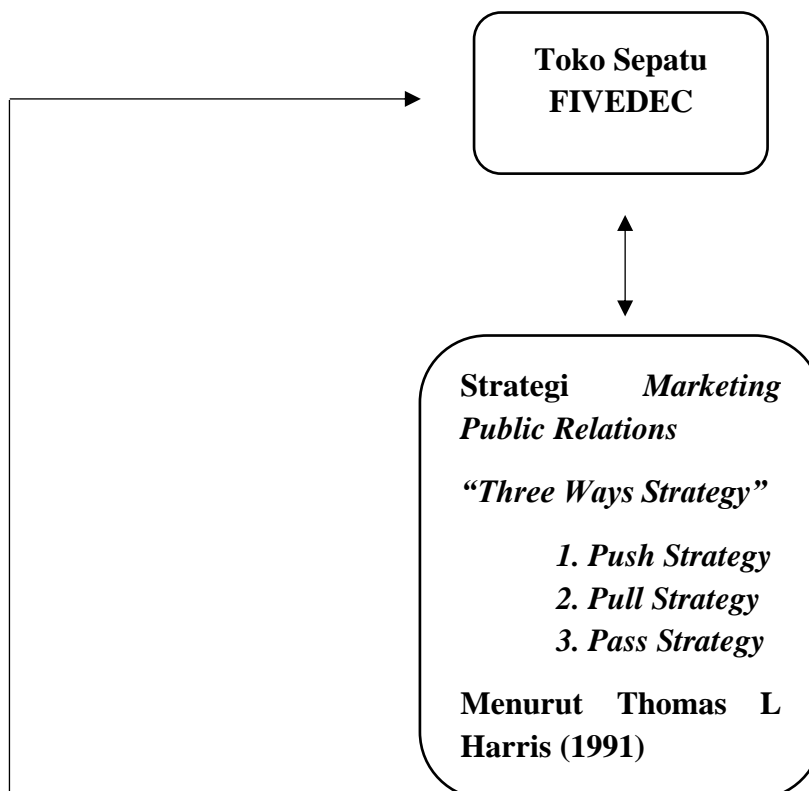 Toko Sepatu
FIVEDEC
Strategi Marketing
Public Relations
“Three Ways Strategy”
1. Push Strategy
2. Pull Strategy
3. Pass Strategy
Menurut Thomas L
Harris (1991)